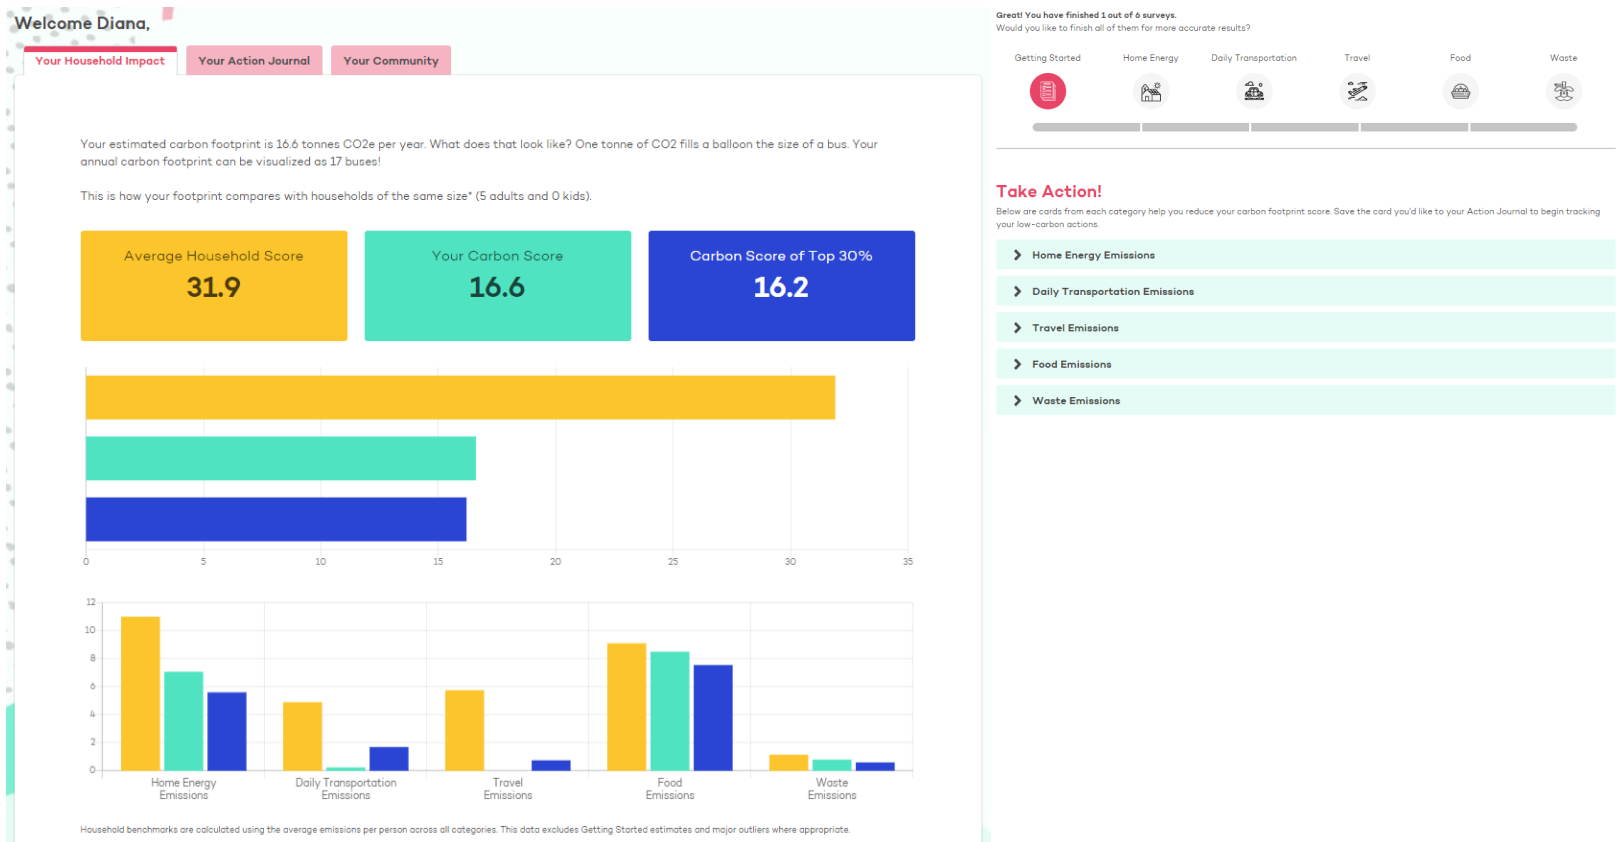 Welcome Diana,
Your Household Impact
Your Action Journal
Your Community
Your estimated carbon footprint is 16.6 tonnes CO2e per year. What does that look like? One tonne of CO2 fills a balloon the size of a bus. Your
annual carbon footprint can be visualized as 17 buses!
This is how your footprint compares with households of the same size* (5 adults and 0 kids).
Average Household Score
31.9
Your Carbon Score
16.6
Carbon Score of Top 30%
16.2
0 5 10 15 20 25 30 35
12
10
8
6
4
2
0
Home Energy
Emissions
Daily Transportation
Emissions
Travel
Emissions
Food
Emissions
Waste
Emissions
Household benchmarks are calculated using the average emissions per person across all categories. This data excludes Getting Started estimates and major outliers where appropriate.
Great! You have finished 1 out of 6 surveys.
Would you like to finish all of them for more accurate results?
Getting Started
Home Energy
Daily Transportation
Travel
Food
Waste
Take Action!
Below are cards from each category help you reduce your carbon footprint score. Save the card you'd like to your Action Journal to begin tracking
your low-carbon actions.
Home Energy Emissions
Daily Transportation Emissions
Travel Emissions
Food Emissions
Waste Emissions